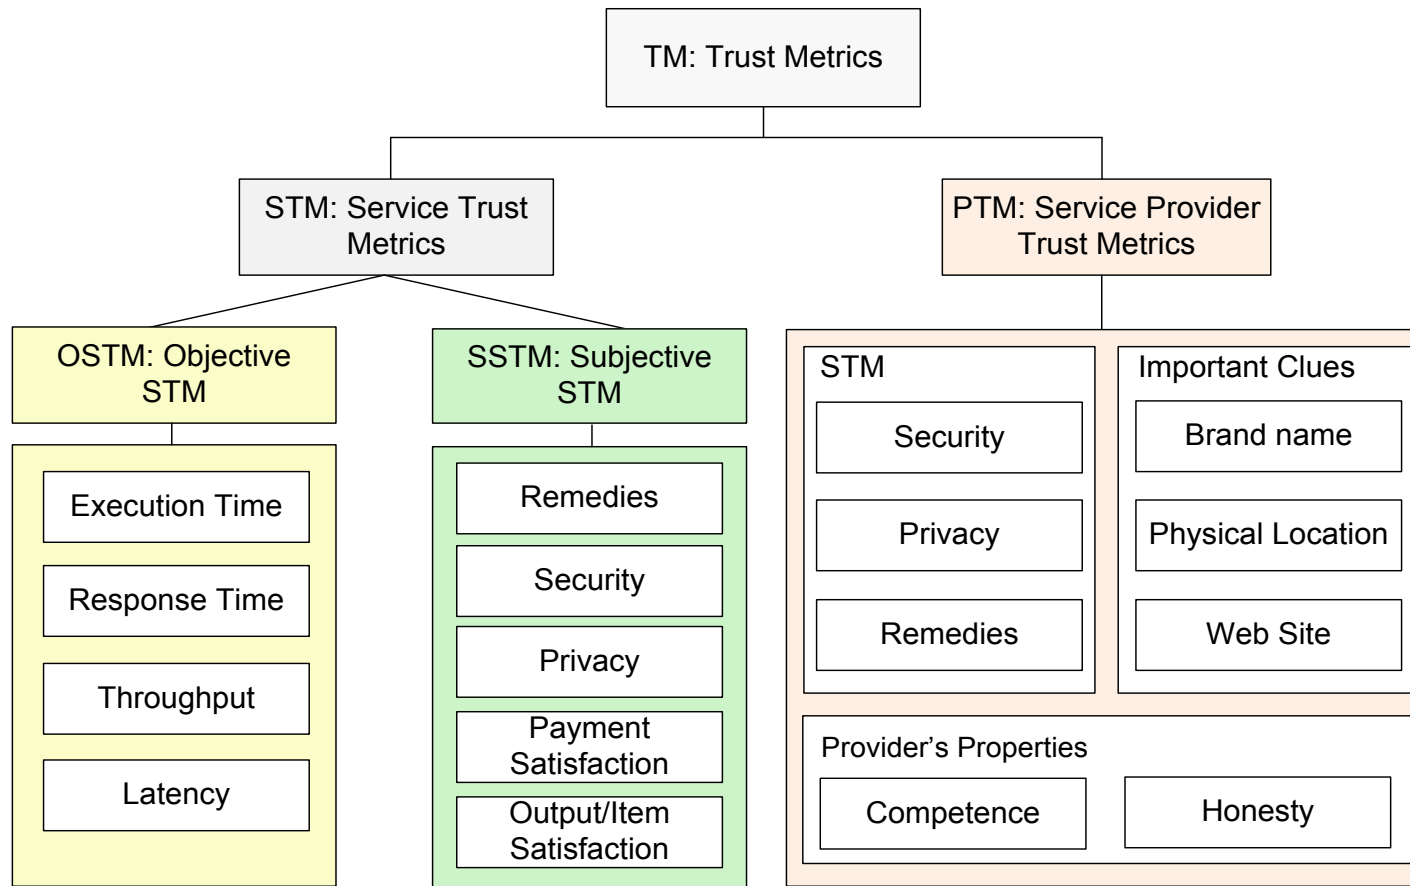 TM: Trust Metrics
STM: Service Trust
Metrics
PTM: Service Provider
Trust Metrics
OSTM: Objective
STM
Execution Time
Response Time
Throughput
Latency
SSTM: Subjective
STM
Remedies
Security
Privacy
Payment
Satisfaction
Output/Item
Satisfaction
STM
Security
Privacy
Remedies
Important Clues
Brand name
Physical Location
Web Site
Provider’s Properties
Competence
Honesty